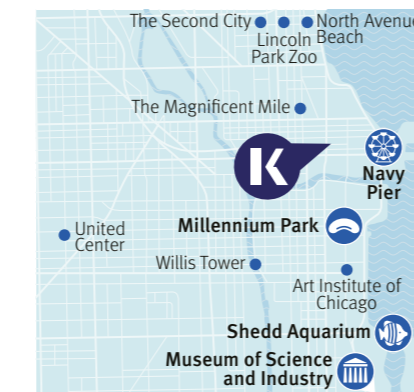 The Second City
Lincoln
Park Zoo
North Avenue
Beach
The Magnificent Mile
K
Navy
Pier
Millennium Park
United
Center
Willis Tower
Art Institute of
Chicago
Shedd Aquarium
Museum of Science
and Industry